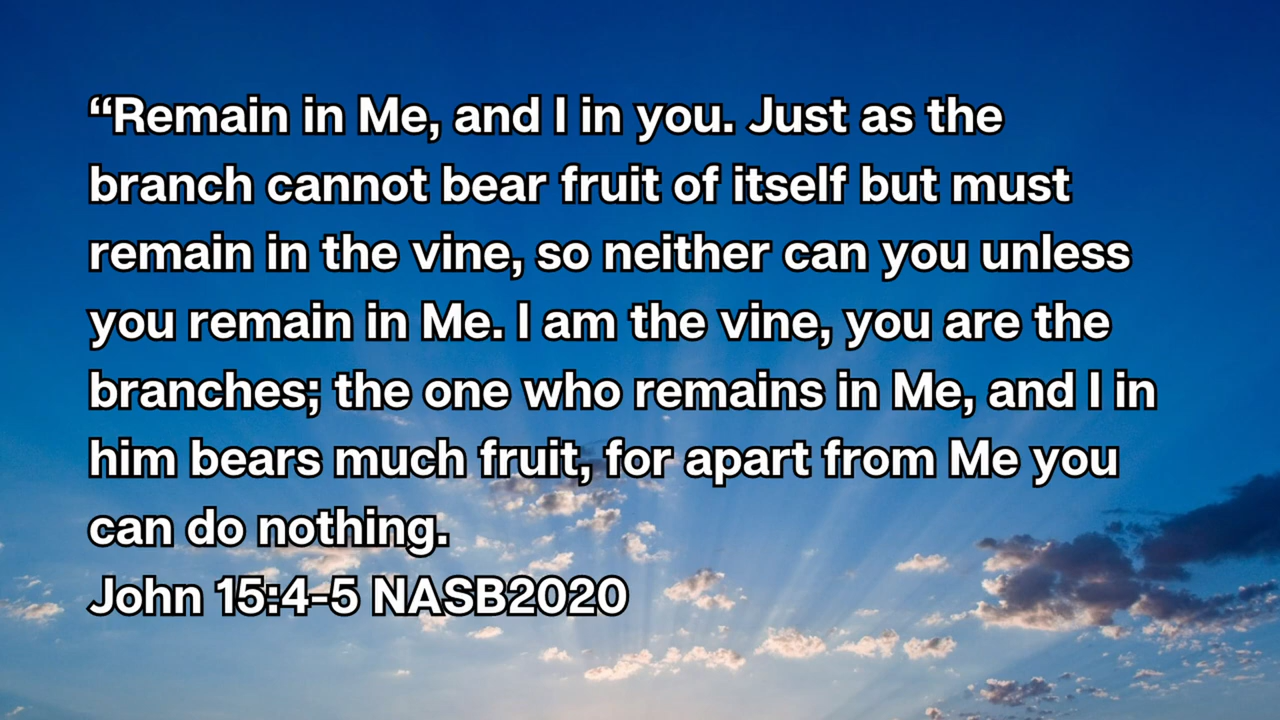 “Remain in Me, and I in you. Just as the
branch cannot bear fruit of itself but must
remain in the vine, so neither can you unless
you remain in Me. I am the vine, you are the
branches; the one who remains in Me, and I in
him bears much fruit, for apart from Me you
can do nothing.
John 15:4-5 NASB2020